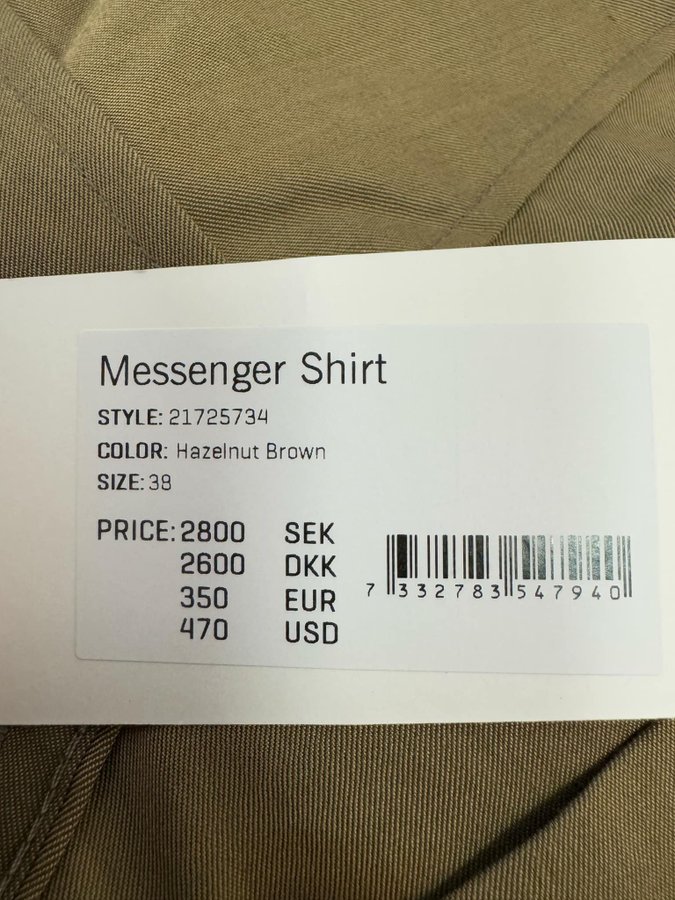 Messenger Shirt
STYLE: 21725734
COLOR: Hazelnut Brown
SIZE: 38
PRICE: 2800 SEK
2600 DKK
350 EUR
470 USD
7 332783 547940